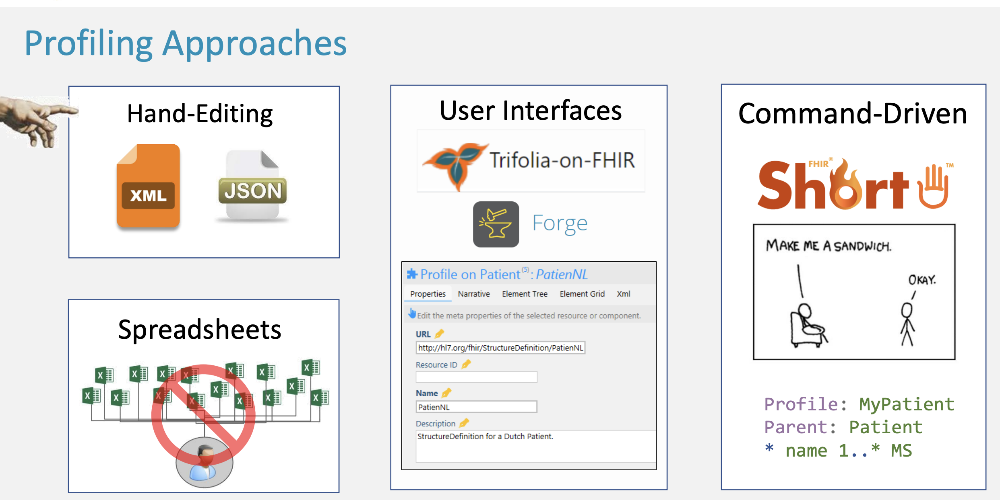 Profiling Approaches
Hand-Editing
XML
JSON
Spreadsheets
User Interfaces
Trifolia-on-FHIR
Forge
Profile on Patient(5): PatienNL
Properties Narrative Element Tree Element Grid Xml
Edit the meta properties of the selected resource or component.
URL
http://hl7.org/fhir/StructureDefinition/PatienNL
Resource ID
Name
PatienNL
Description
StructureDefinition for a Dutch Patient.
Command-Driven
FHIR®
Short™
MAKE ME A SANDWICH.
OKAY.
Profile: MyPatient
Parent: Patient
* name 1..* MS